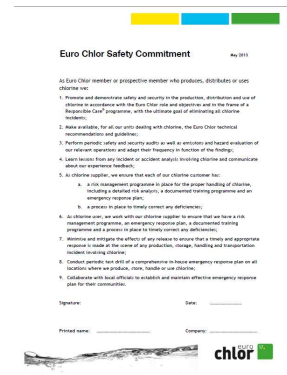 Euro Chlor Safety Commitment
May 2010
As Euro Chlor member or prospective member who produces, distributes or uses
chlorine we:
1. Promote and demonstrate safety and security in the production, distribution and use of
chlorine in accordance with the Euro Chlor role and objectives and in the frame of a
Responsible Care® programme, with the ultimate goal of eliminating all chlorine
incidents;
2. Make available, for all our units dealing with chlorine, the Euro Chlor technical
recommendations and guidelines;
3. Perform periodic safety and security audits as well as emissions and hazard evaluation of
our relevant operations and adapt their frequency in function of the findings;
4. Learn lessons from any incident or accident analysis involving chlorine and communicate
about our experience feedback;
5. As chlorine supplier, we ensure that each of our chlorine customer has:
a. a risk management programme in place for the proper handling of chlorine,
including a detailed risk analysis, a documented training programme and an
emergency response plan;
b. a process in place to timely correct any deficiencies;
6. As chlorine user, we work with our chlorine supplier to ensure that we have a risk
management programme, an emergency response plan, a documented training
programme and a process in place to timely correct any deficiencies;
7. Minimise and mitigate the effects of any release to ensure that a timely and appropriate
response is made at the scene of any production, storage, handling and transportation
incident involving chlorine;
8. Conduct periodic test drill of a comprehensive in-house emergency response plan on all
locations where we produce, store, handle or use chlorine;
9. Collaborate with local officials to establish and maintain effective emergency response
plan for their communities.
Signature:
Date:
Printed name:
Company:
euro
chlor